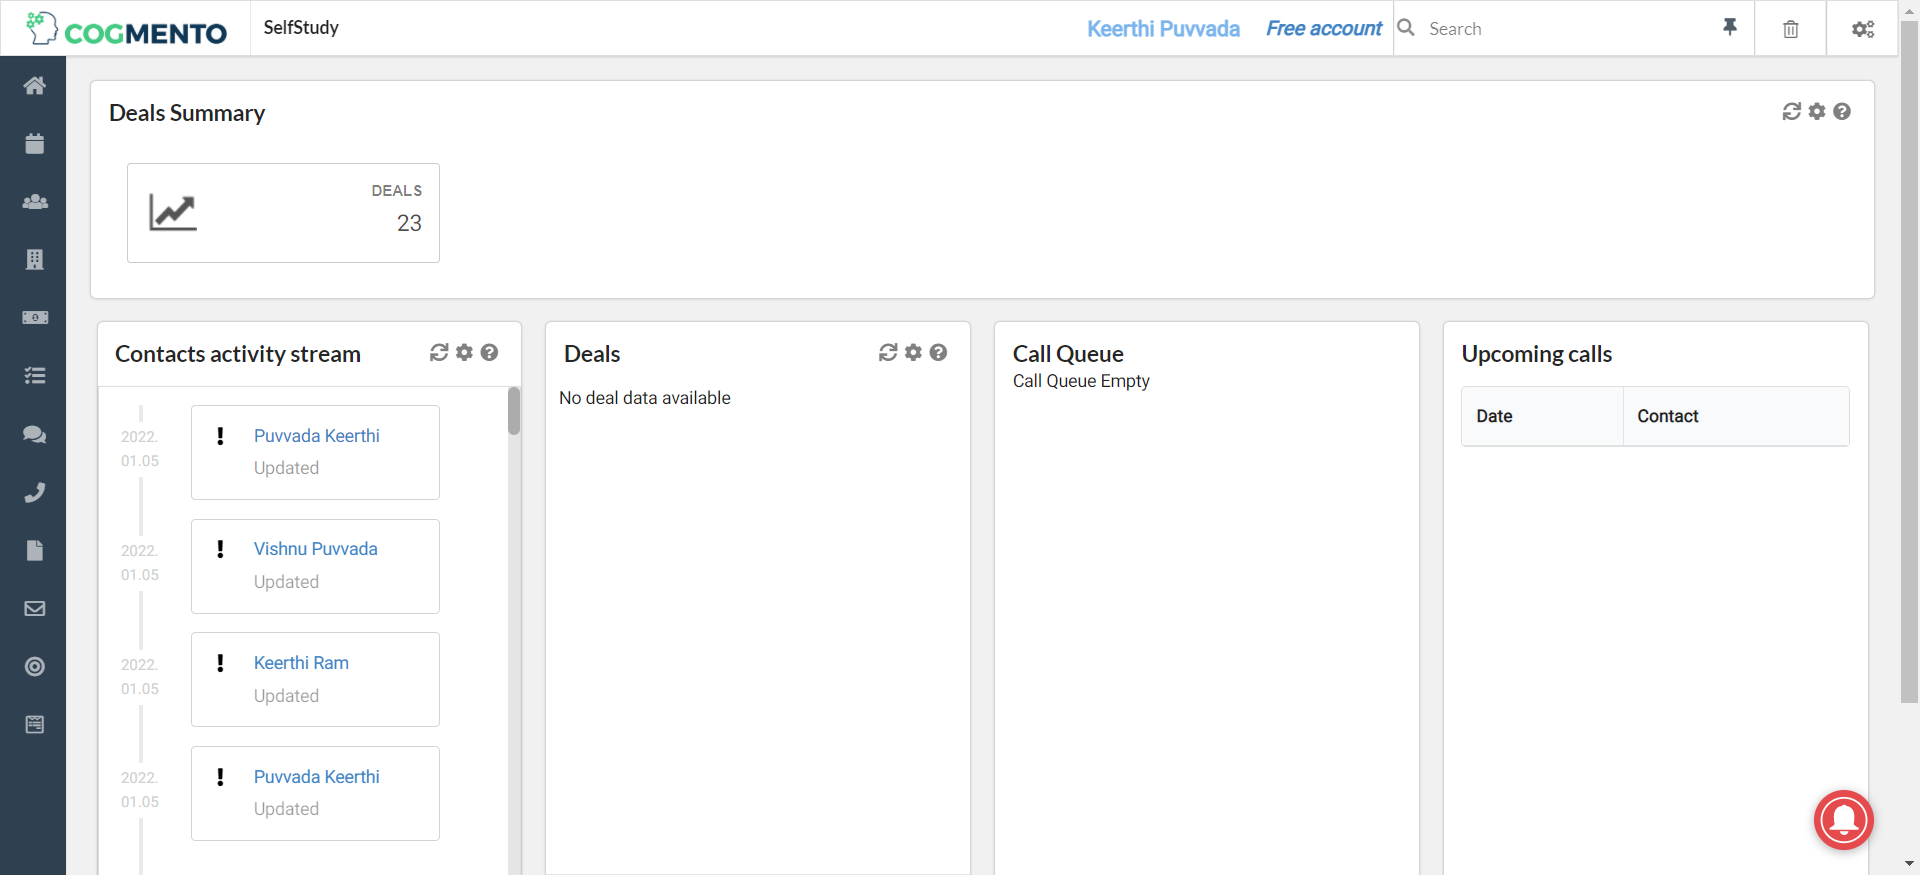 COGMENTO
SelfStudy
Keerthi Puvvada
Free account
Search
Deals Summary
DEALS
23
Contacts activity stream
2022.
01.05
Puvvada Keerthi
Updated
2022.
01.05
Vishnu Puvvada
Updated
2022.
01.05
Keerthi Ram
Updated
2022.
01.05
Puvvada Keerthi
Updated
Deals
No deal data available
Call Queue
Call Queue Empty
Upcoming calls
Date
Contact